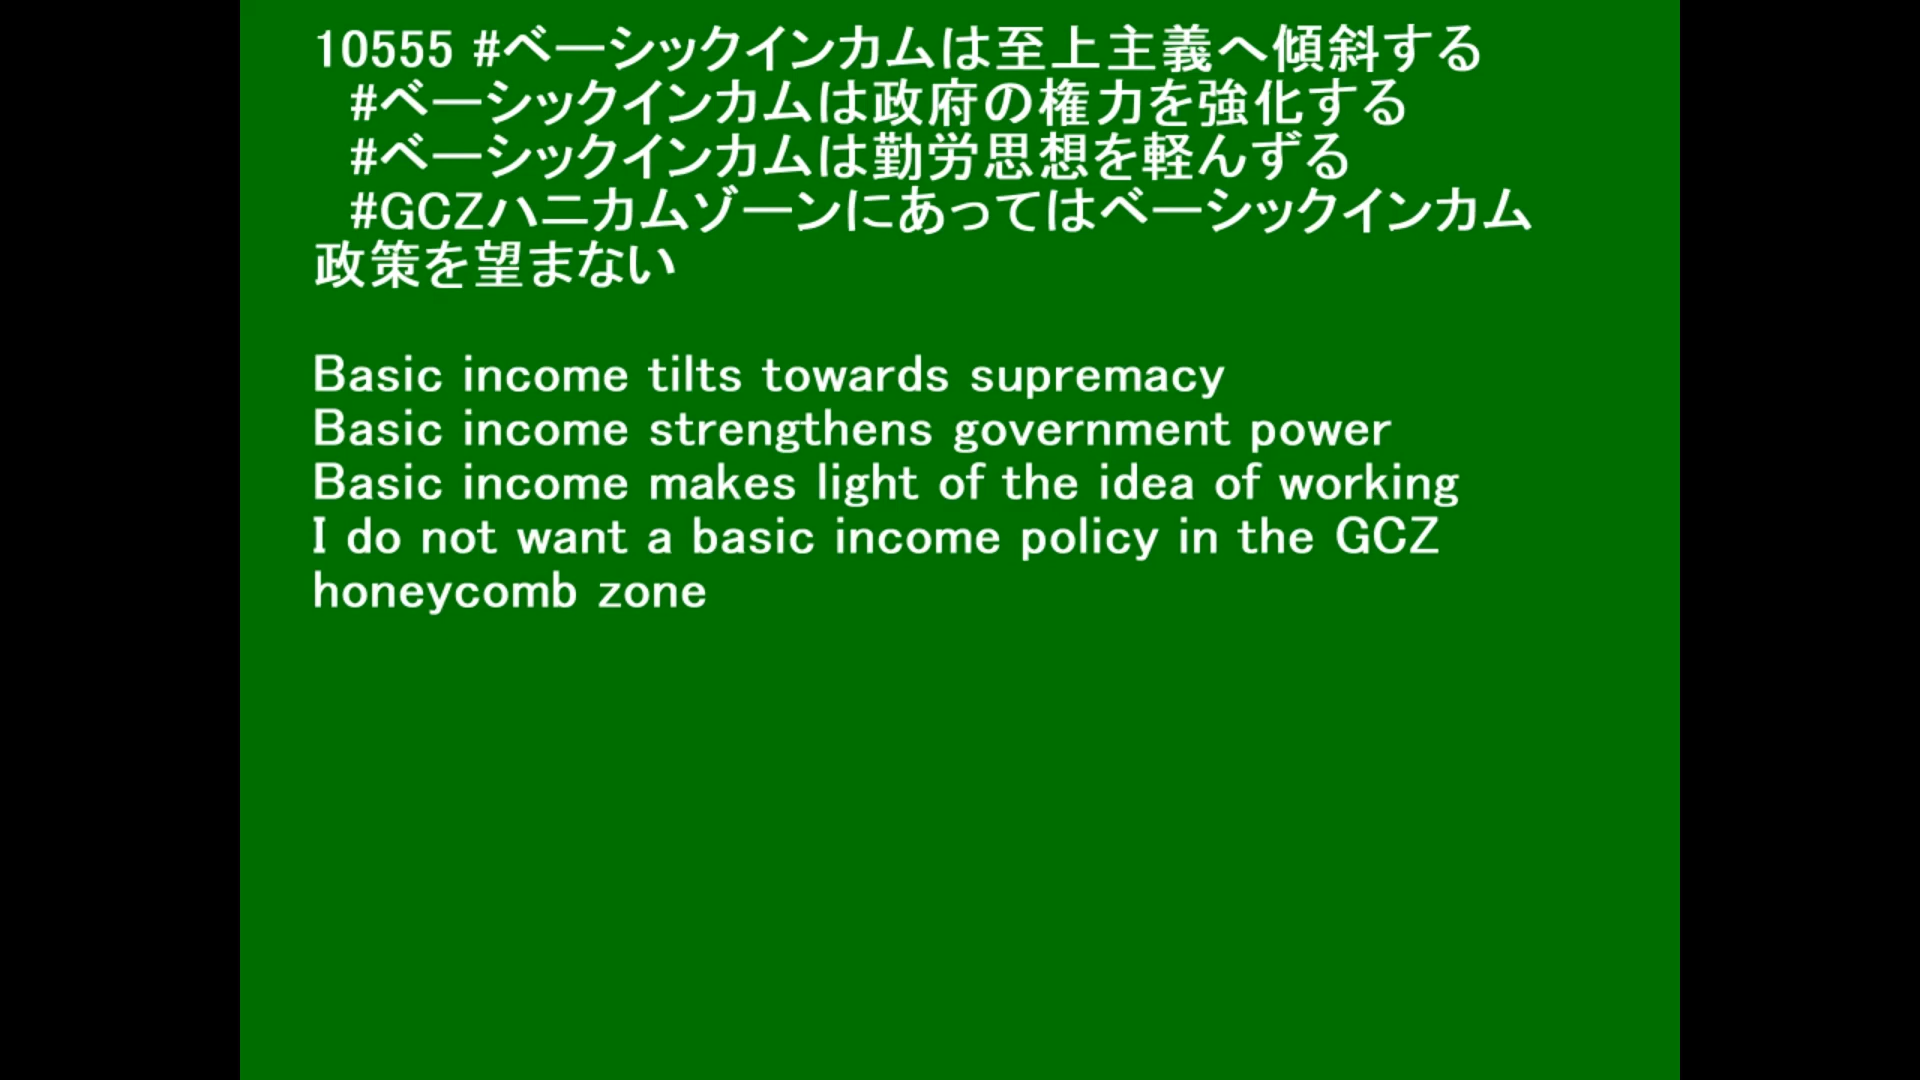 10555 #ベーシックインカムは至上主義へ傾斜する
#ベーシックインカムは政府の権力を強化する
#ベーシックインカムは勤労思想を軽んずる
#GCZハニカムゾーンにあってはベーシックインカム
政策を望まない
Basic income tilts towards supremacy
Basic income strengthens government power
Basic income makes light of the idea of working
I do not want a basic income policy in the GCZ
honeycomb zone